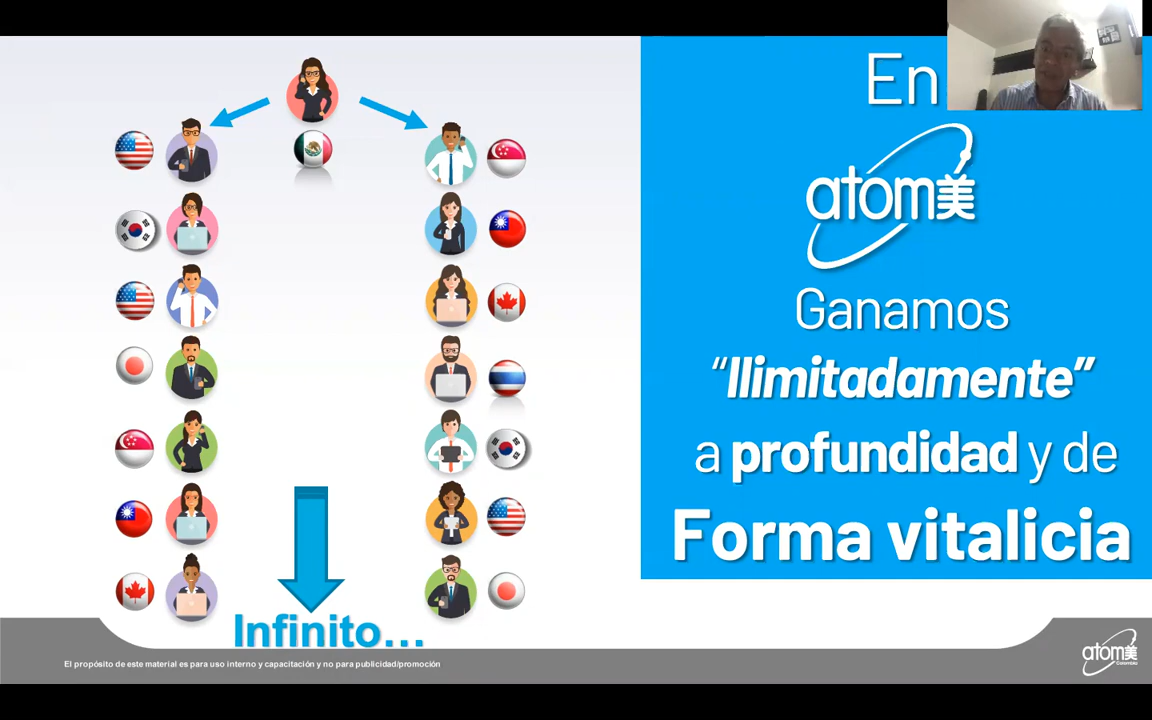 En
atom美
Ganamos
“Ilimitadamente”
a profundidad y de
Forma vitalicia
Infinito...
El propósito de este material es para uso interno y capacitación y no para publicidad/promoción
atom美
Colombia